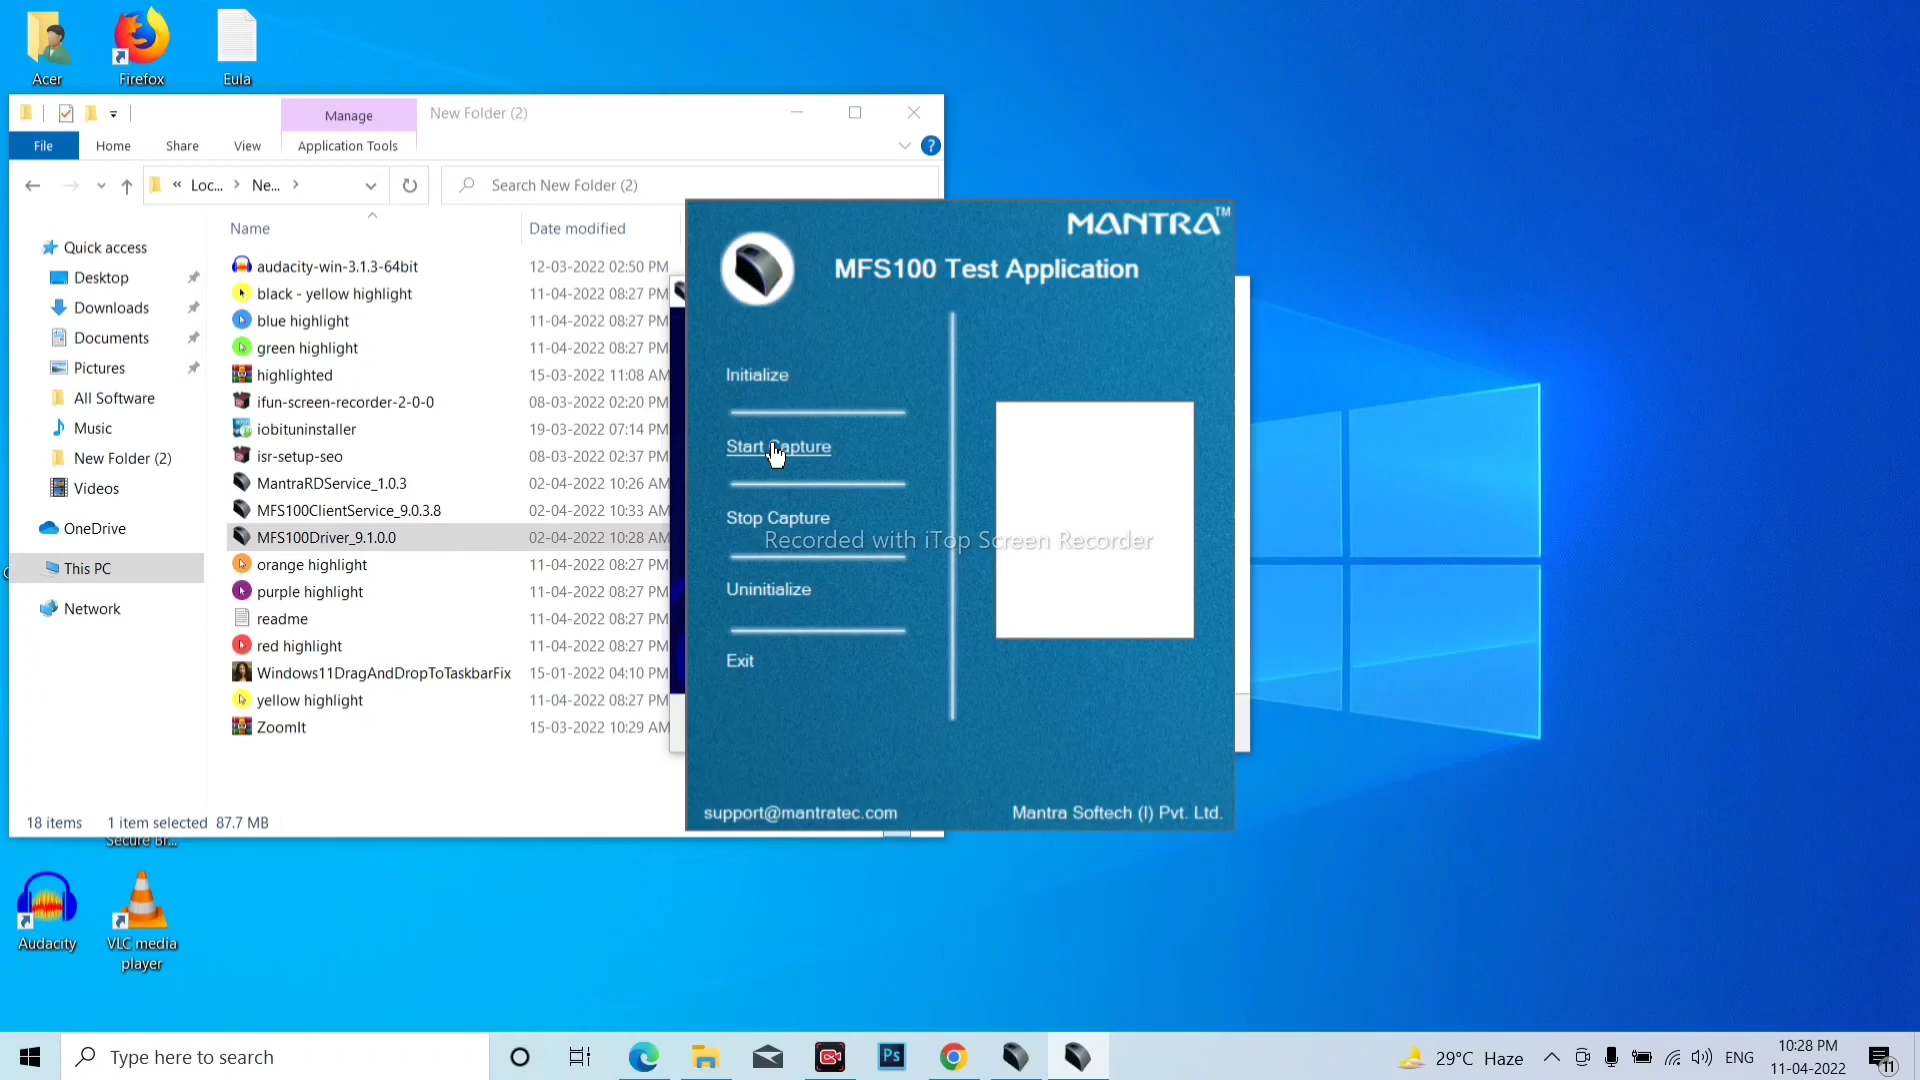 Acer
Firefox
Eula
Manage
New Folder (2)
File
Home
Share
View
Application Tools
« Loc... > Ne... >
Search New Folder (2)
Name
Date modified
Quick access
Desktop
Downloads
Documents
Pictures
All Software
Music
New Folder (2)
Videos
OneDrive
This PC
Network
audacity-win-3.1.3-64bit 12-03-2022 02:50 PM
black - yellow highlight 11-04-2022 08:27 PM
blue highlight 11-04-2022 08:27 PM
green highlight 11-04-2022 08:27 PM
highlighted 15-03-2022 11:08 AM
ifun-screen-recorder-2-0-0 08-03-2022 02:20 PM
iobituninstaller 19-03-2022 07:14 PM
isr-setup-seo 08-03-2022 02:37 PM
MantraRDService_1.0.3 02-04-2022 10:26 AM
MFS100ClientService_9.0.3.8 02-04-2022 10:33 AM
MFS100Driver_9.1.0.0 02-04-2022 10:28 AM
orange highlight 11-04-2022 08:27 PM
purple highlight 11-04-2022 08:27 PM
readme 11-04-2022 08:27 PM
red highlight 11-04-2022 08:27 PM
Windows11DragAndDropToTaskbarFix 15-01-2022 04:10 PM
yellow highlight 11-04-2022 08:27 PM
ZoomIt 15-03-2022 10:29 AM
18 items 1 item selected 87.7 MB
MANTRA™
MFS100 Test Application
Initialize
Start Capture
Stop Capture
Recorded with iTop Screen Recorder
Uninitialize
Exit
support@mantratec.com
Mantra Softech (I) Pvt. Ltd.
Secure Br...
Audacity
VLC media
player
Type here to search
Ps
29°C Haze
ENG
10:28 PM
11-04-2022
11